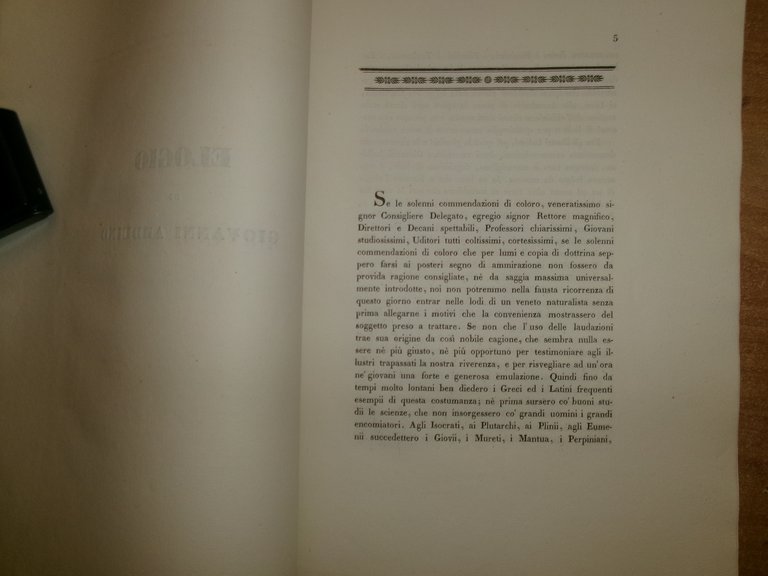 5
Se le solenni commendazioni di coloro, veneratissimo si-
gnor Consigliere Delegato, egregio signor Rettore magnifico,
Direttori e Decani spettabili, Professori chiarissimi, Giovani
studiosissimi, Uditori tutti coltissimi, cortesissimi, se le solenni
commendazioni di coloro che per lumi e copia di dottrina sep-
pero farsi ai posteri segno di ammirazione non fossero da
provida ragione consigliate, nè da saggia massima universal-
mente introdotte, noi non potremmo nella fausta ricorrenza di
questo giorno entrar nelle lodi di un veneto naturalista senza
prima allegarne i motivi che la convenienza mostrassero del
soggetto preso a trattare. Se non che l'uso delle laudazioni
trae sua origine da così nobile cagione, che sembra nulla es-
sere nè più giusto, nè più opportuno per testimoniare agli il-
lustri trapassati la nostra riverenza, e per risvegliare ad un'ora
ne' giovani una forte e generosa emulazione. Quindi fino da
tempi molto lontani ben diedero i Greci ed i Latini frequenti
esempii di questa costumanza; nè prima sursero co' buoni stu-
dii le scienze, che non insorgessero co' grandi uomini i grandi
encomiatori. Agli Isocrati, ai Plutarchi, ai Plinii, agli Eume-
nii succedettero i Giovii, i Mureti, i Mantua, i Perpiniani,
ELOGIO
DI
GIOVANNI ARDUINO